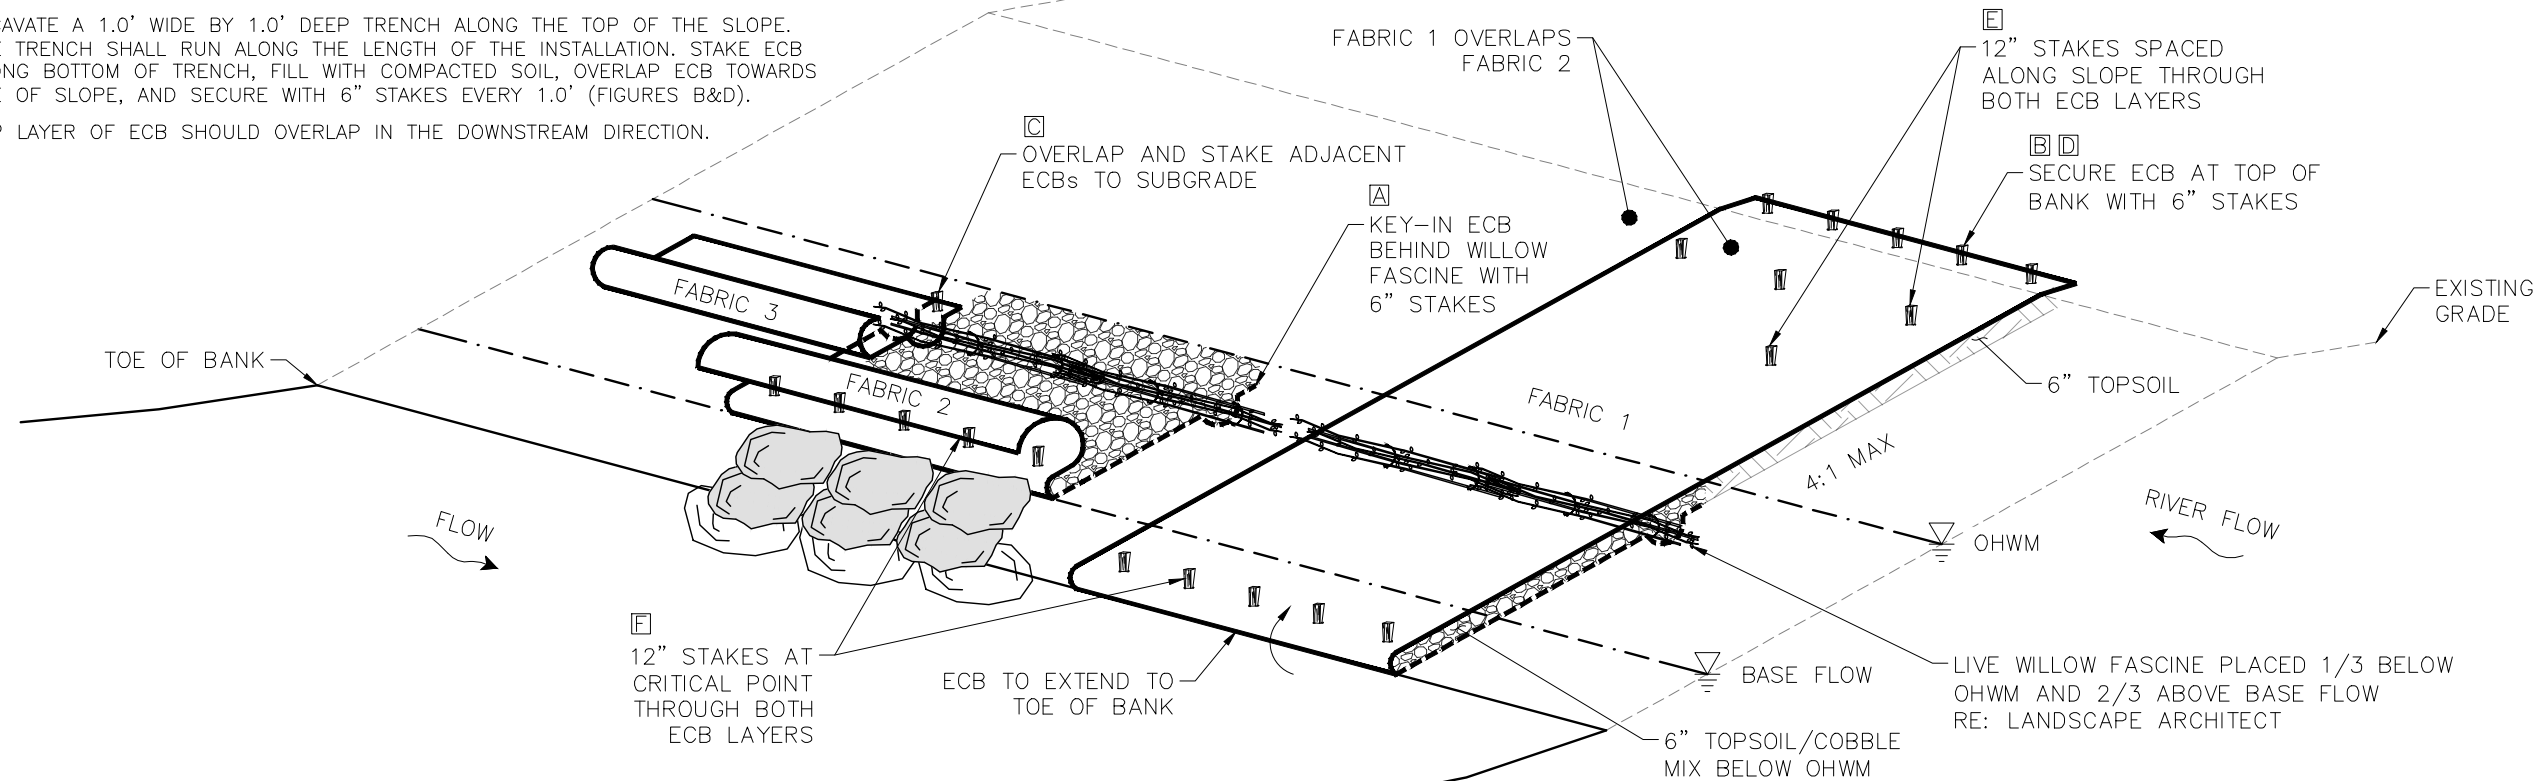 AVATE A 1.0' WIDE BY 1.0' DEEP TRENCH ALONG THE TOP OF THE SLOPE.
TRENCH SHALL RUN ALONG THE LENGTH OF THE INSTALLATION. STAKE ECB
ONG BOTTOM OF TRENCH, FILL WITH COMPACTED SOIL, OVERLAP ECB TOWARDS
OF SLOPE, AND SECURE WITH 6" STAKES EVERY 1.0' (FIGURES B&D).
LAYER OF ECB SHOULD OVERLAP IN THE DOWNSTREAM DIRECTION.
FABRIC 1 OVERLAPS
FABRIC 2
E
12" STAKES SPACED
ALONG SLOPE THROUGH
BOTH ECB LAYERS
C
OVERLAP AND STAKE ADJACENT
ECBs TO SUBGRADE
B D
SECURE ECB AT TOP OF
BANK WITH 6" STAKES
A
KEY-IN ECB
BEHIND WILLOW
FASCINE WITH
6" STAKES
EXISTING
GRADE
FABRIC 3
TOE OF BANK
FABRIC 2
FABRIC 1
6" TOPSOIL
4:1 MAX
FLOW
RIVER FLOW
OHWM
F
12" STAKES AT
CRITICAL POINT
THROUGH BOTH
ECB LAYERS
ECB TO EXTEND TO
TOE OF BANK
BASE FLOW
LIVE WILLOW FASCINE PLACED 1/3 BELOW
OHWM AND 2/3 ABOVE BASE FLOW
RE: LANDSCAPE ARCHITECT
6" TOPSOIL/COBBLE
MIX BELOW OHWM